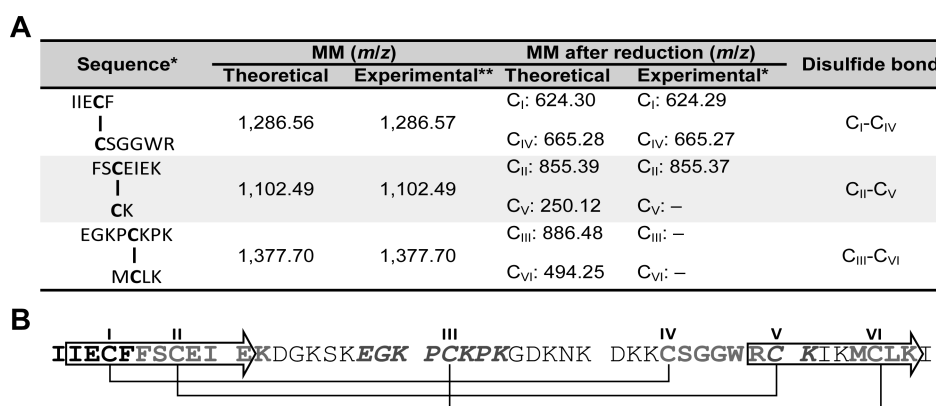 A
Sequence* MM (m/z) MM after reduction (m/z) Disulfide bond
Theoretical Experimental** Theoretical Experimental*
IIECF
CSGGWR
1,286.56 1,286.57 CI: 624.30 CI: 624.29 CI-CIV
CIV: 665.28 CIV: 665.27
FSCEIEK
CK
1,102.49 1,102.49 CII: 855.39 CII: 855.37 CII-CV
CV: 250.12 CV: –
EGKPCKPK
MCLK
1,377.70 1,377.70 CIII: 886.48 CIII: – CIII-CVI
CVI: 494.25 CVI: –
B
I II III IV V VI
IIECFFSCEI EKDGKSKEGK PCKPKGDKNK DKKCSGGWRC KIKMCLKI